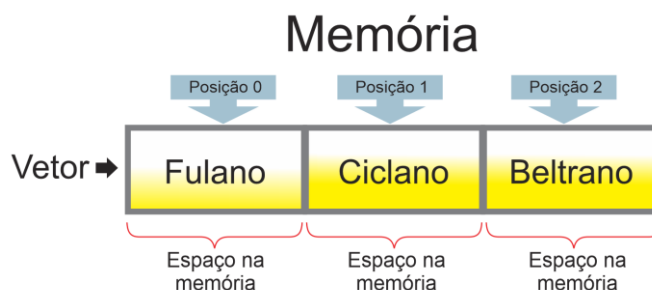 Memória
Posição 0 Posição 1 Posição 2
Vetor Fulano Ciclano Beltrano
Espaço na Espaço na Espaço na
memória memória memória